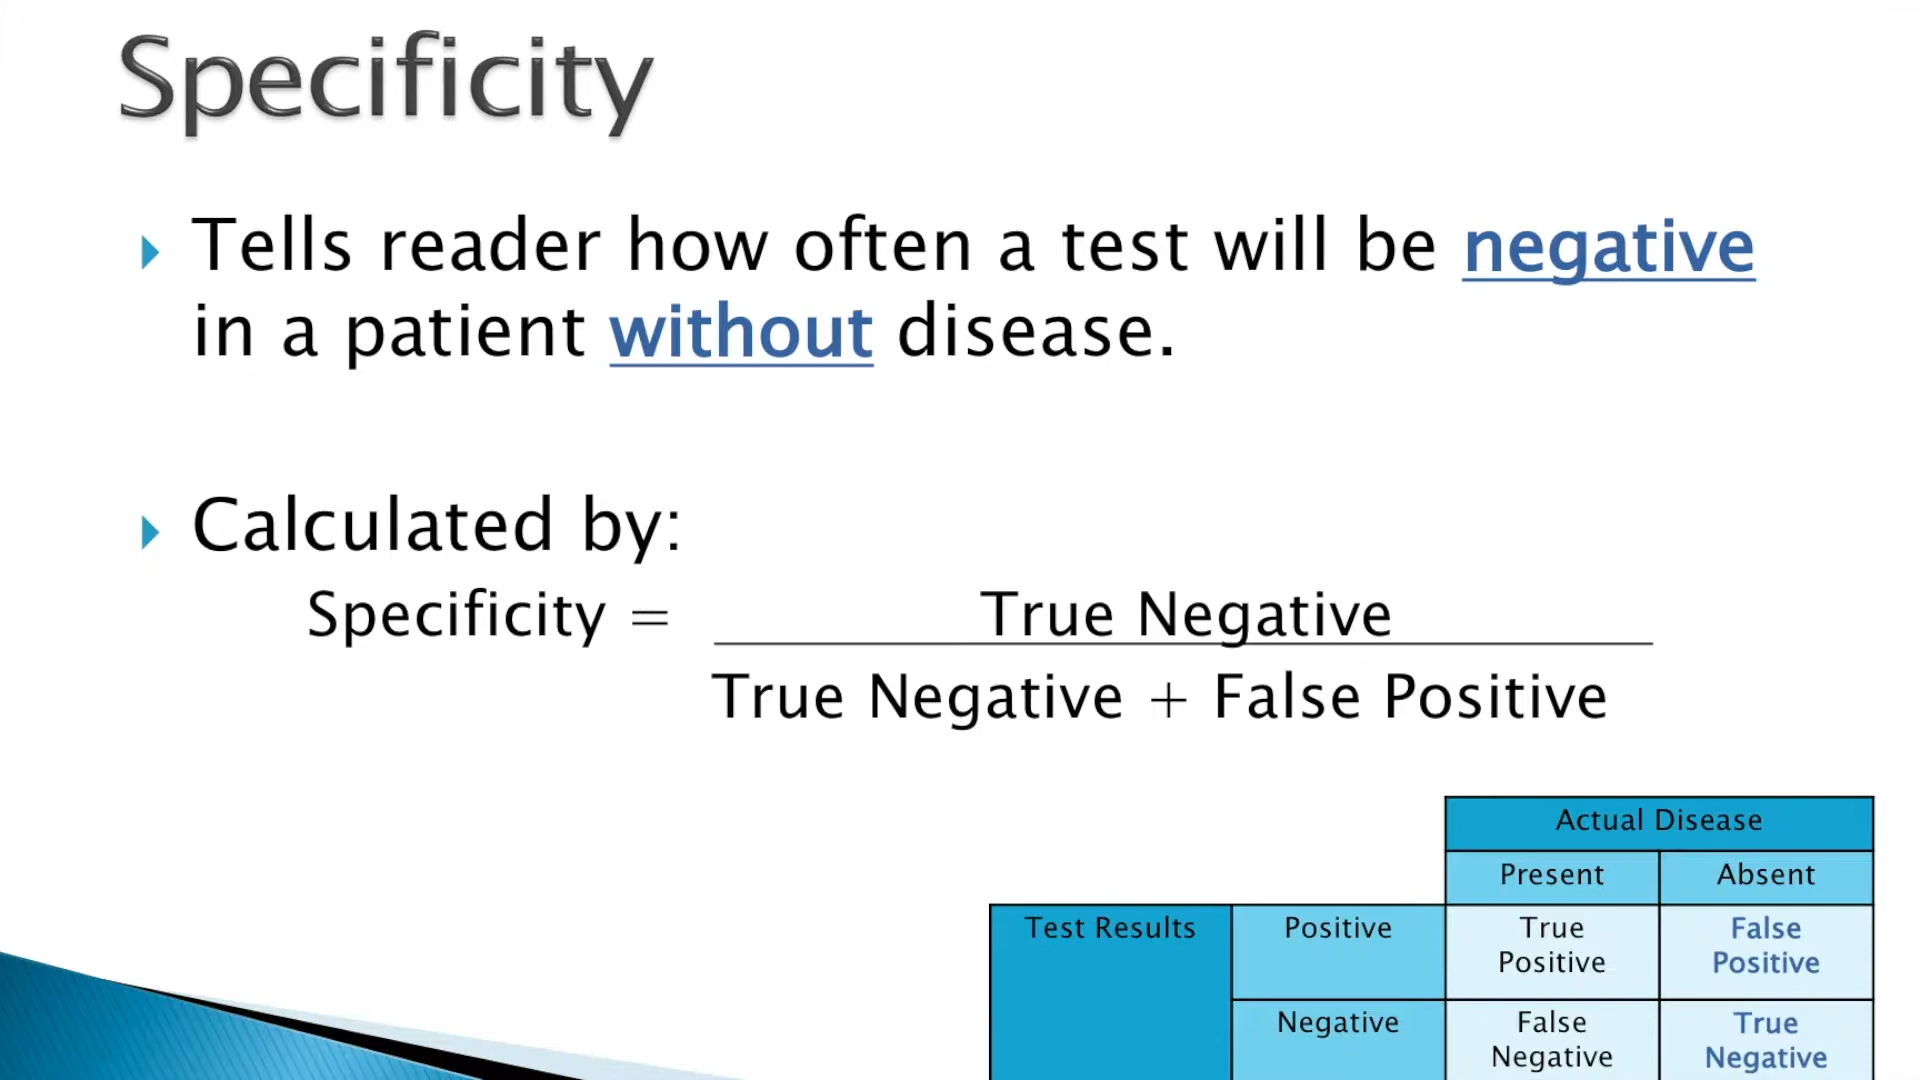 Specificity
Tells reader how often a test will be negative
in a patient without disease.
Calculated by:
Specificity = True Negative
True Negative + False Positive
Actual Disease
Present Absent
Test Results Positive True Positive False Positive
Negative False Negative True Negative